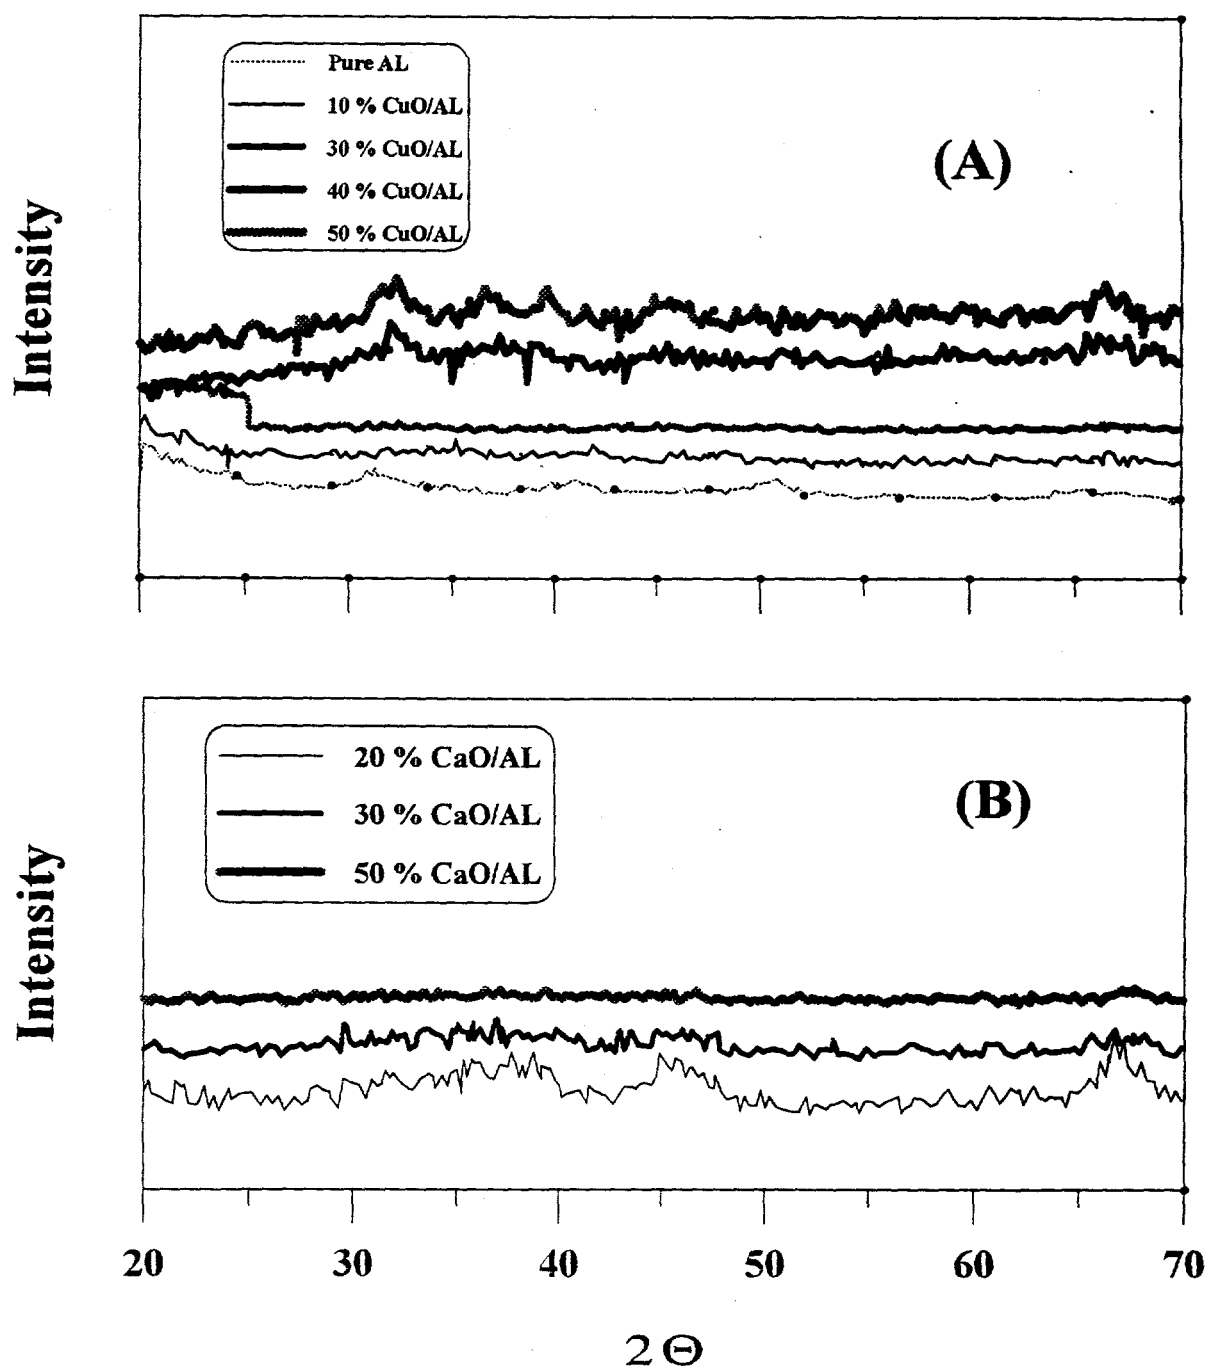 Pure AL
10 % CuO/AL
30 % CuO/AL
40 % CuO/AL
50 % CuO/AL
(A)
Intensity
20 % CaO/AL
30 % CaO/AL
50 % CaO/AL
(B)
Intensity
20 30 40 50 60 70
2 Θ